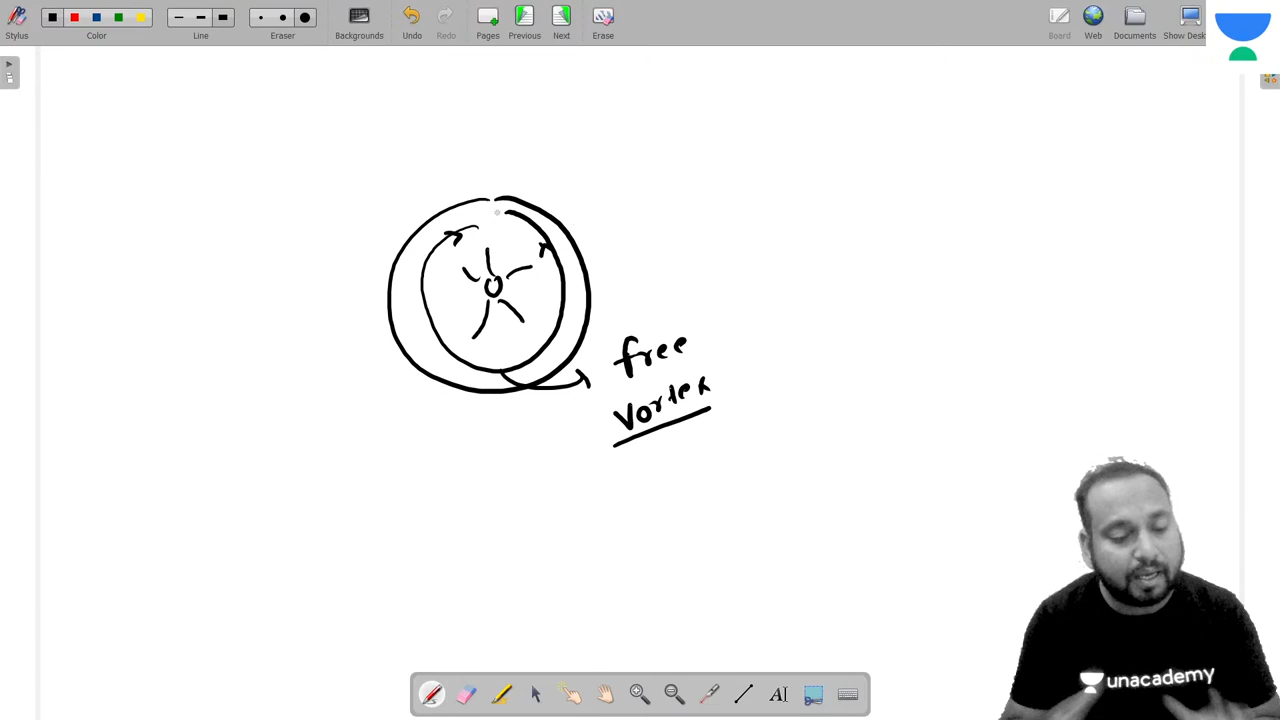 Stylus
Color
Line
Eraser
Backgrounds
Undo
Redo
Pages
Previous
Next
Erase
Board
Web
Documents
Show Desk
free
Vortex
unacademy
AI